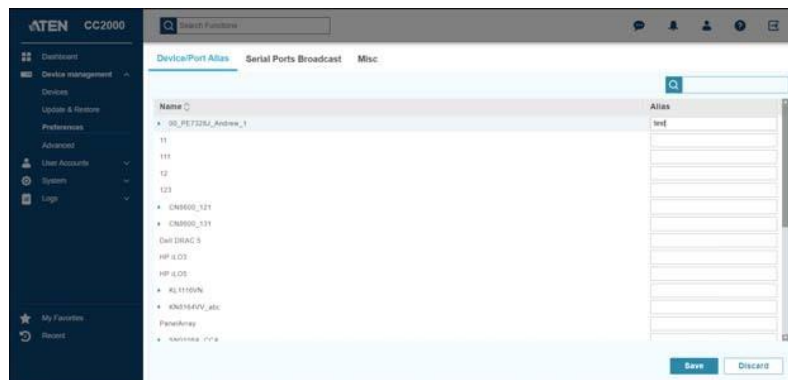 ATEN CC2000
Search Functions
Dashboard
Device management
Devices
Update & Restore
Preferences
Advanced
User Accounts
System
Logs
My Favorites
Recent
Device/Port Alias Serial Ports Broadcast Misc
Name Alias
00_PE7328J_Andrew_1 test
11
111
12
123
CN9600_121
CN9600_131
Dell DRAC 5
HP iLO3
HP iLO5
KL1116VN
KN8164VV_abc
PanelArray
Save Discard